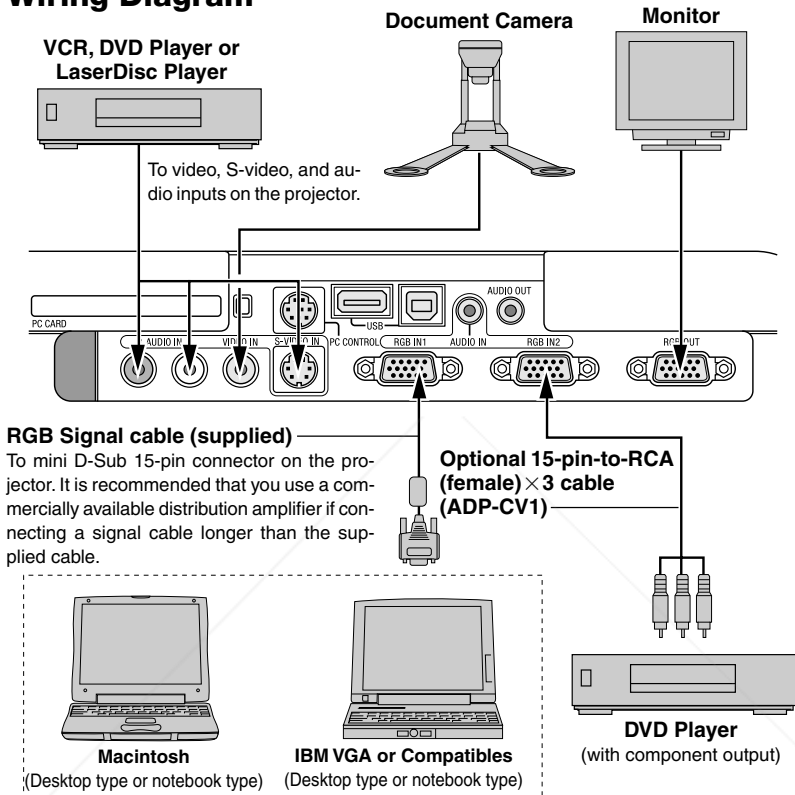 Wiring Diagram
Document Camera
Monitor
VCR, DVD Player or
LaserDisc Player
To video, S-video, and au-
dio inputs on the projector.
PC CARD
USB
AUDIO OUT
AUDIO IN
VIDEO IN
S-VIDEO IN
PC CONTROL
RGB IN1
AUDIO IN
RGB IN2
RGB OUT
RGB Signal cable (supplied)
To mini D-Sub 15-pin connector on the pro-
jector. It is recommended that you use a com-
mercially available distribution amplifier if con-
necting a signal cable longer than the sup-
plied cable.
Optional 15-pin-to-RCA
(female)×3 cable
(ADP-CV1)
Macintosh
(Desktop type or notebook type)
IBM VGA or Compatibles
(Desktop type or notebook type)
DVD Player
(with component output)